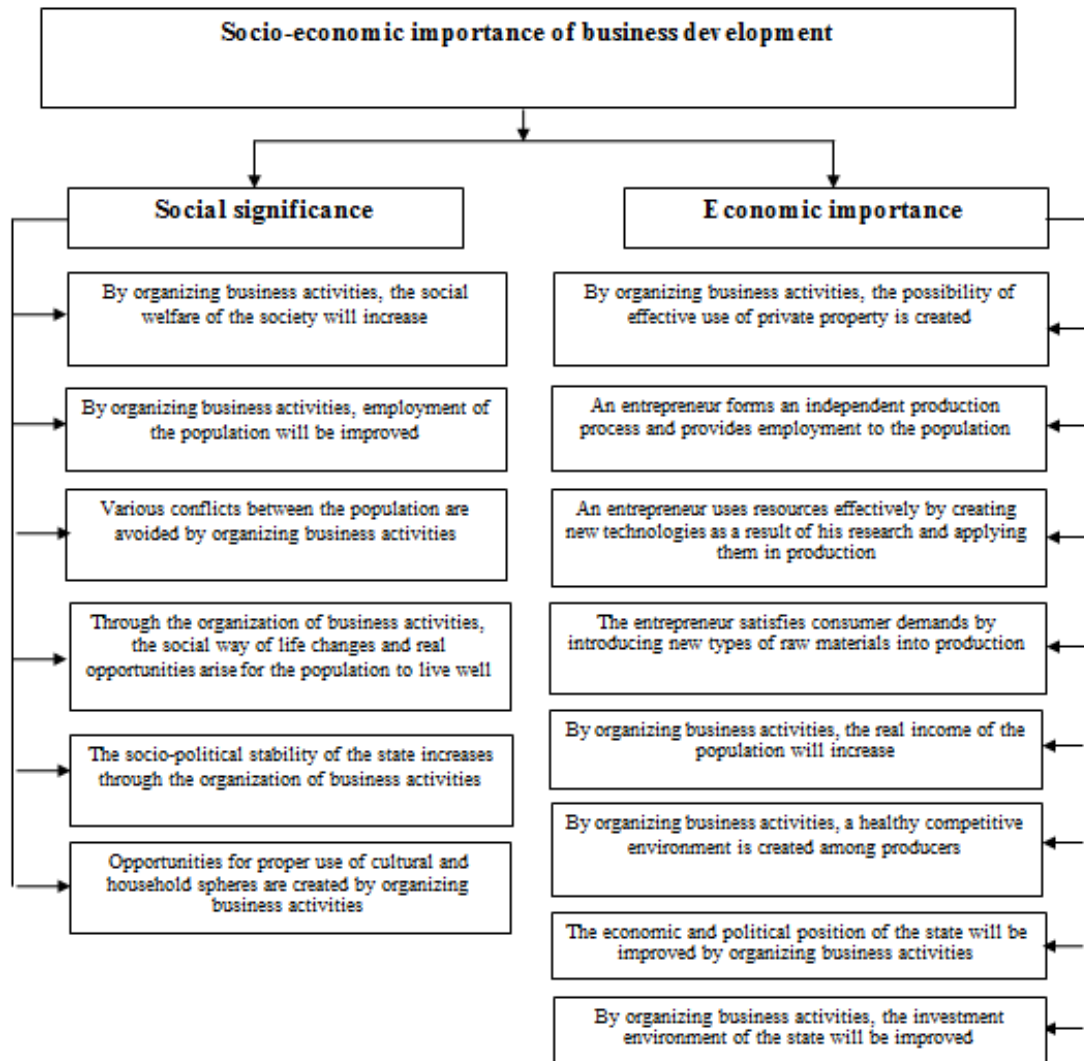 Socio-economic importance of business development
Social significance
By organizing business activities, the social
welfare of the society will increase
By organizing business activities, employment of
the population will be improved
Various conflicts between the population are
avoided by organizing business activities
Through the organization of business activities,
the social way of life changes and real
opportunities arise for the population to live well
The socio-political stability of the state increases
through the organization of business activities
Opportunities for proper use of cultural and
household spheres are created by organizing
business activities
Economic importance
By organizing business activities, the possibility of
effective use of private property is created
An entrepreneur forms an independent production
process and provides employment to the population
An entrepreneur uses resources effectively by creating
new technologies as a result of his research and applying
them in production
The entrepreneur satisfies consumer demands by
introducing new types of raw materials into production
By organizing business activities, the real income of the
population will increase
By organizing business activities, a healthy competitive
environment is created among producers
The economic and political position of the state will be
improved by organizing business activities
By organizing business activities, the investment
environment of the state will be improved